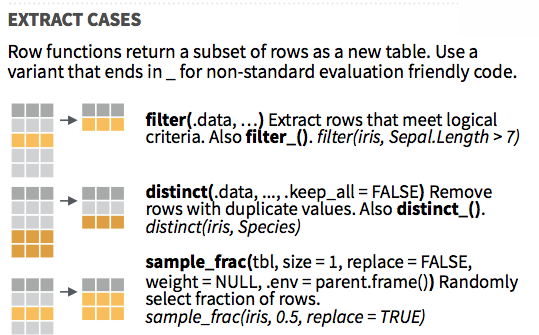 EXTRACT CASES
Row functions return a subset of rows as a new table. Use a
variant that ends in _ for non-standard evaluation friendly code.
filter(.data, …) Extract rows that meet logical
criteria. Also filter_(). filter(iris, Sepal.Length > 7)
distinct(.data, ..., .keep_all = FALSE) Remove
rows with duplicate values. Also distinct_().
distinct(iris, Species)
sample_frac(tbl, size = 1, replace = FALSE,
weight = NULL, .env = parent.frame()) Randomly
select fraction of rows.
sample_frac(iris, 0.5, replace = TRUE)